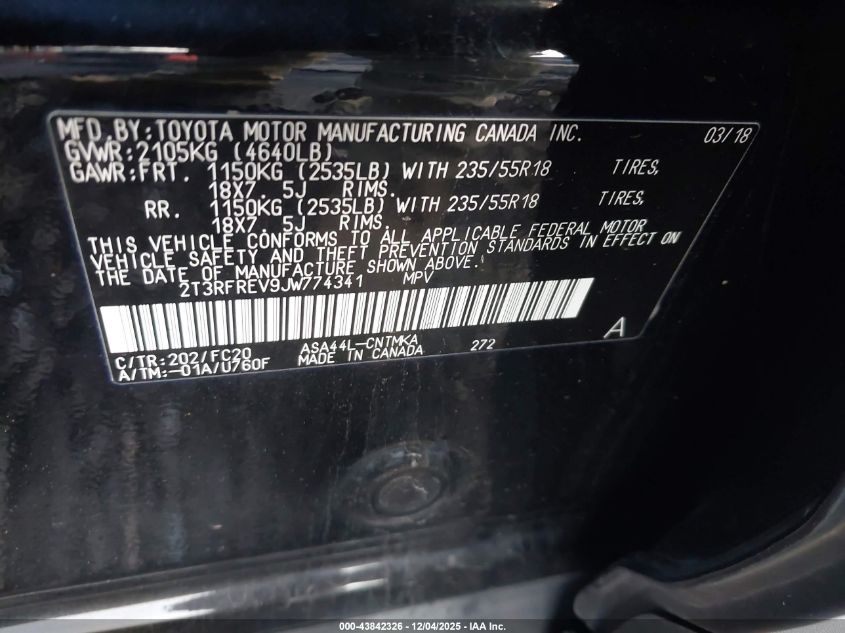 MFD.BY:TOYOTA MOTOR MANUFACTURING CANADA INC. 03/18
GVWR:2105KG (4640LB)
GAWR:FRT. 1150KG (2535LB) WITH 235/55R18 TIRES,
18X7. 5J RIMS.
RR. 1150KG (2535LB) WITH 235/55R18 TIRES,
18X7. 5J RIMS.
THIS VEHICLE CONFORMS TO ALL APPLICABLE FEDERAL MOTOR
VEHICLE SAFETY AND THEFT PREVENTION STANDARDS IN EFFECT ON
THE DATE OF MANUFACTURE SHOWN ABOVE.
2T3RFREV9JW774341 MPV
A
C/TR:202/FC20 ASA44L-CNTMKA 272
A/TM:-01A/U760F MADE IN CANADA
000-43842326 - 12/04/2025 - IAA Inc.